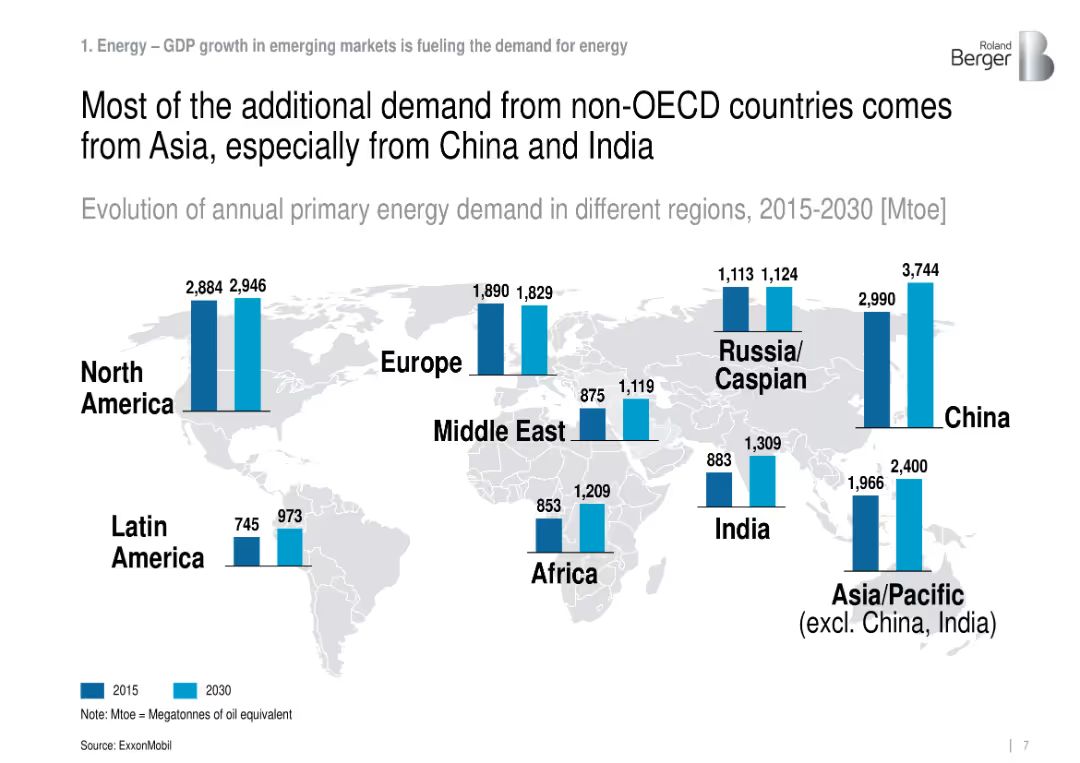 1. Energy – GDP growth in emerging markets is fueling the demand for energy
Roland
Berger
Most of the additional demand from non-OECD countries comes
from Asia, especially from China and India
Evolution of annual primary energy demand in different regions, 2015-2030 [Mtoe]
2,884 2,946
North
America
1,890 1,829
Europe
1,113 1,124
Russia/
Caspian
2,990 3,744
China
875 1,119
Middle East
883 1,309
India
1,966 2,400
Asia/Pacific
(excl. China, India)
745 973
Latin
America
853 1,209
Africa
2015 2030
Note: Mtoe = Megatonnes of oil equivalent
Source: ExxonMobil
7